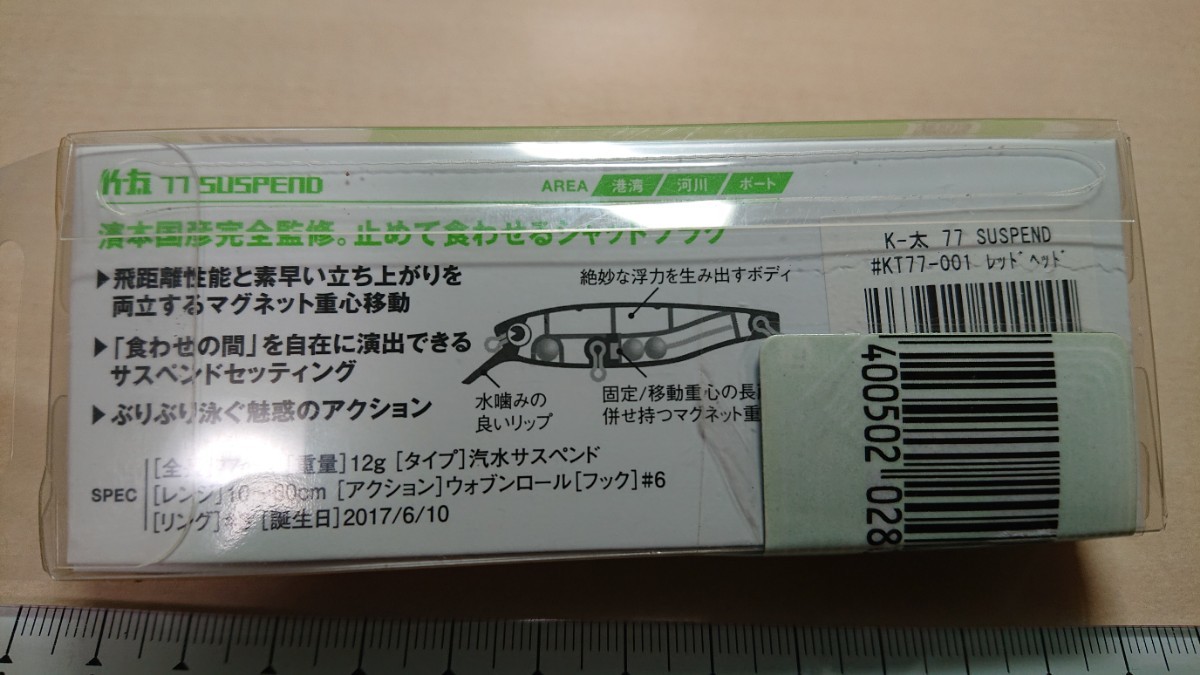 K-太 77 SUSPEND
AREA 港湾 河川 ボート
濱本国彦完全監修。止めて食わせるシャッドプラグ
▶飛距離性能と素早い立ち上がりを
両立するマグネット重心移動
▶「食わせの間」を自在に演出できる
サスペンドセッティング
▶ぶりぶり泳ぐ魅惑のアクション
絶妙な浮力を生み出すボディ
水噛みの
良いリップ
固定/移動重心の長
併せ持つマグネット重
SPEC
[重量]12g [タイプ]汽水サスペンド
[レンジ]10～60cm [アクション]ウォブンロール[フック]#6
[リング] [誕生日]2017/6/10
K-太 77 SUSPEND
#KT77-001 レッドヘッド
400502 028